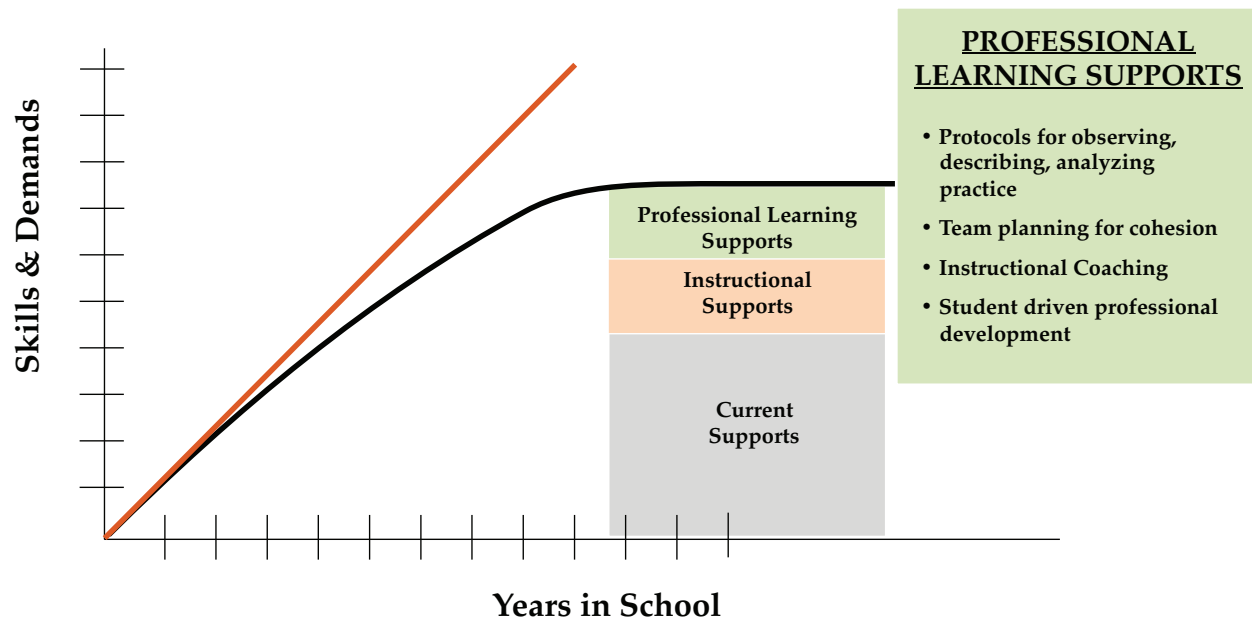 Skills & Demands
Professional Learning
Supports
Instructional
Supports
Current
Supports
Years in School
PROFESSIONAL
LEARNING SUPPORTS
• Protocols for observing,
describing, analyzing
practice
• Team planning for cohesion
• Instructional Coaching
• Student driven professional
development